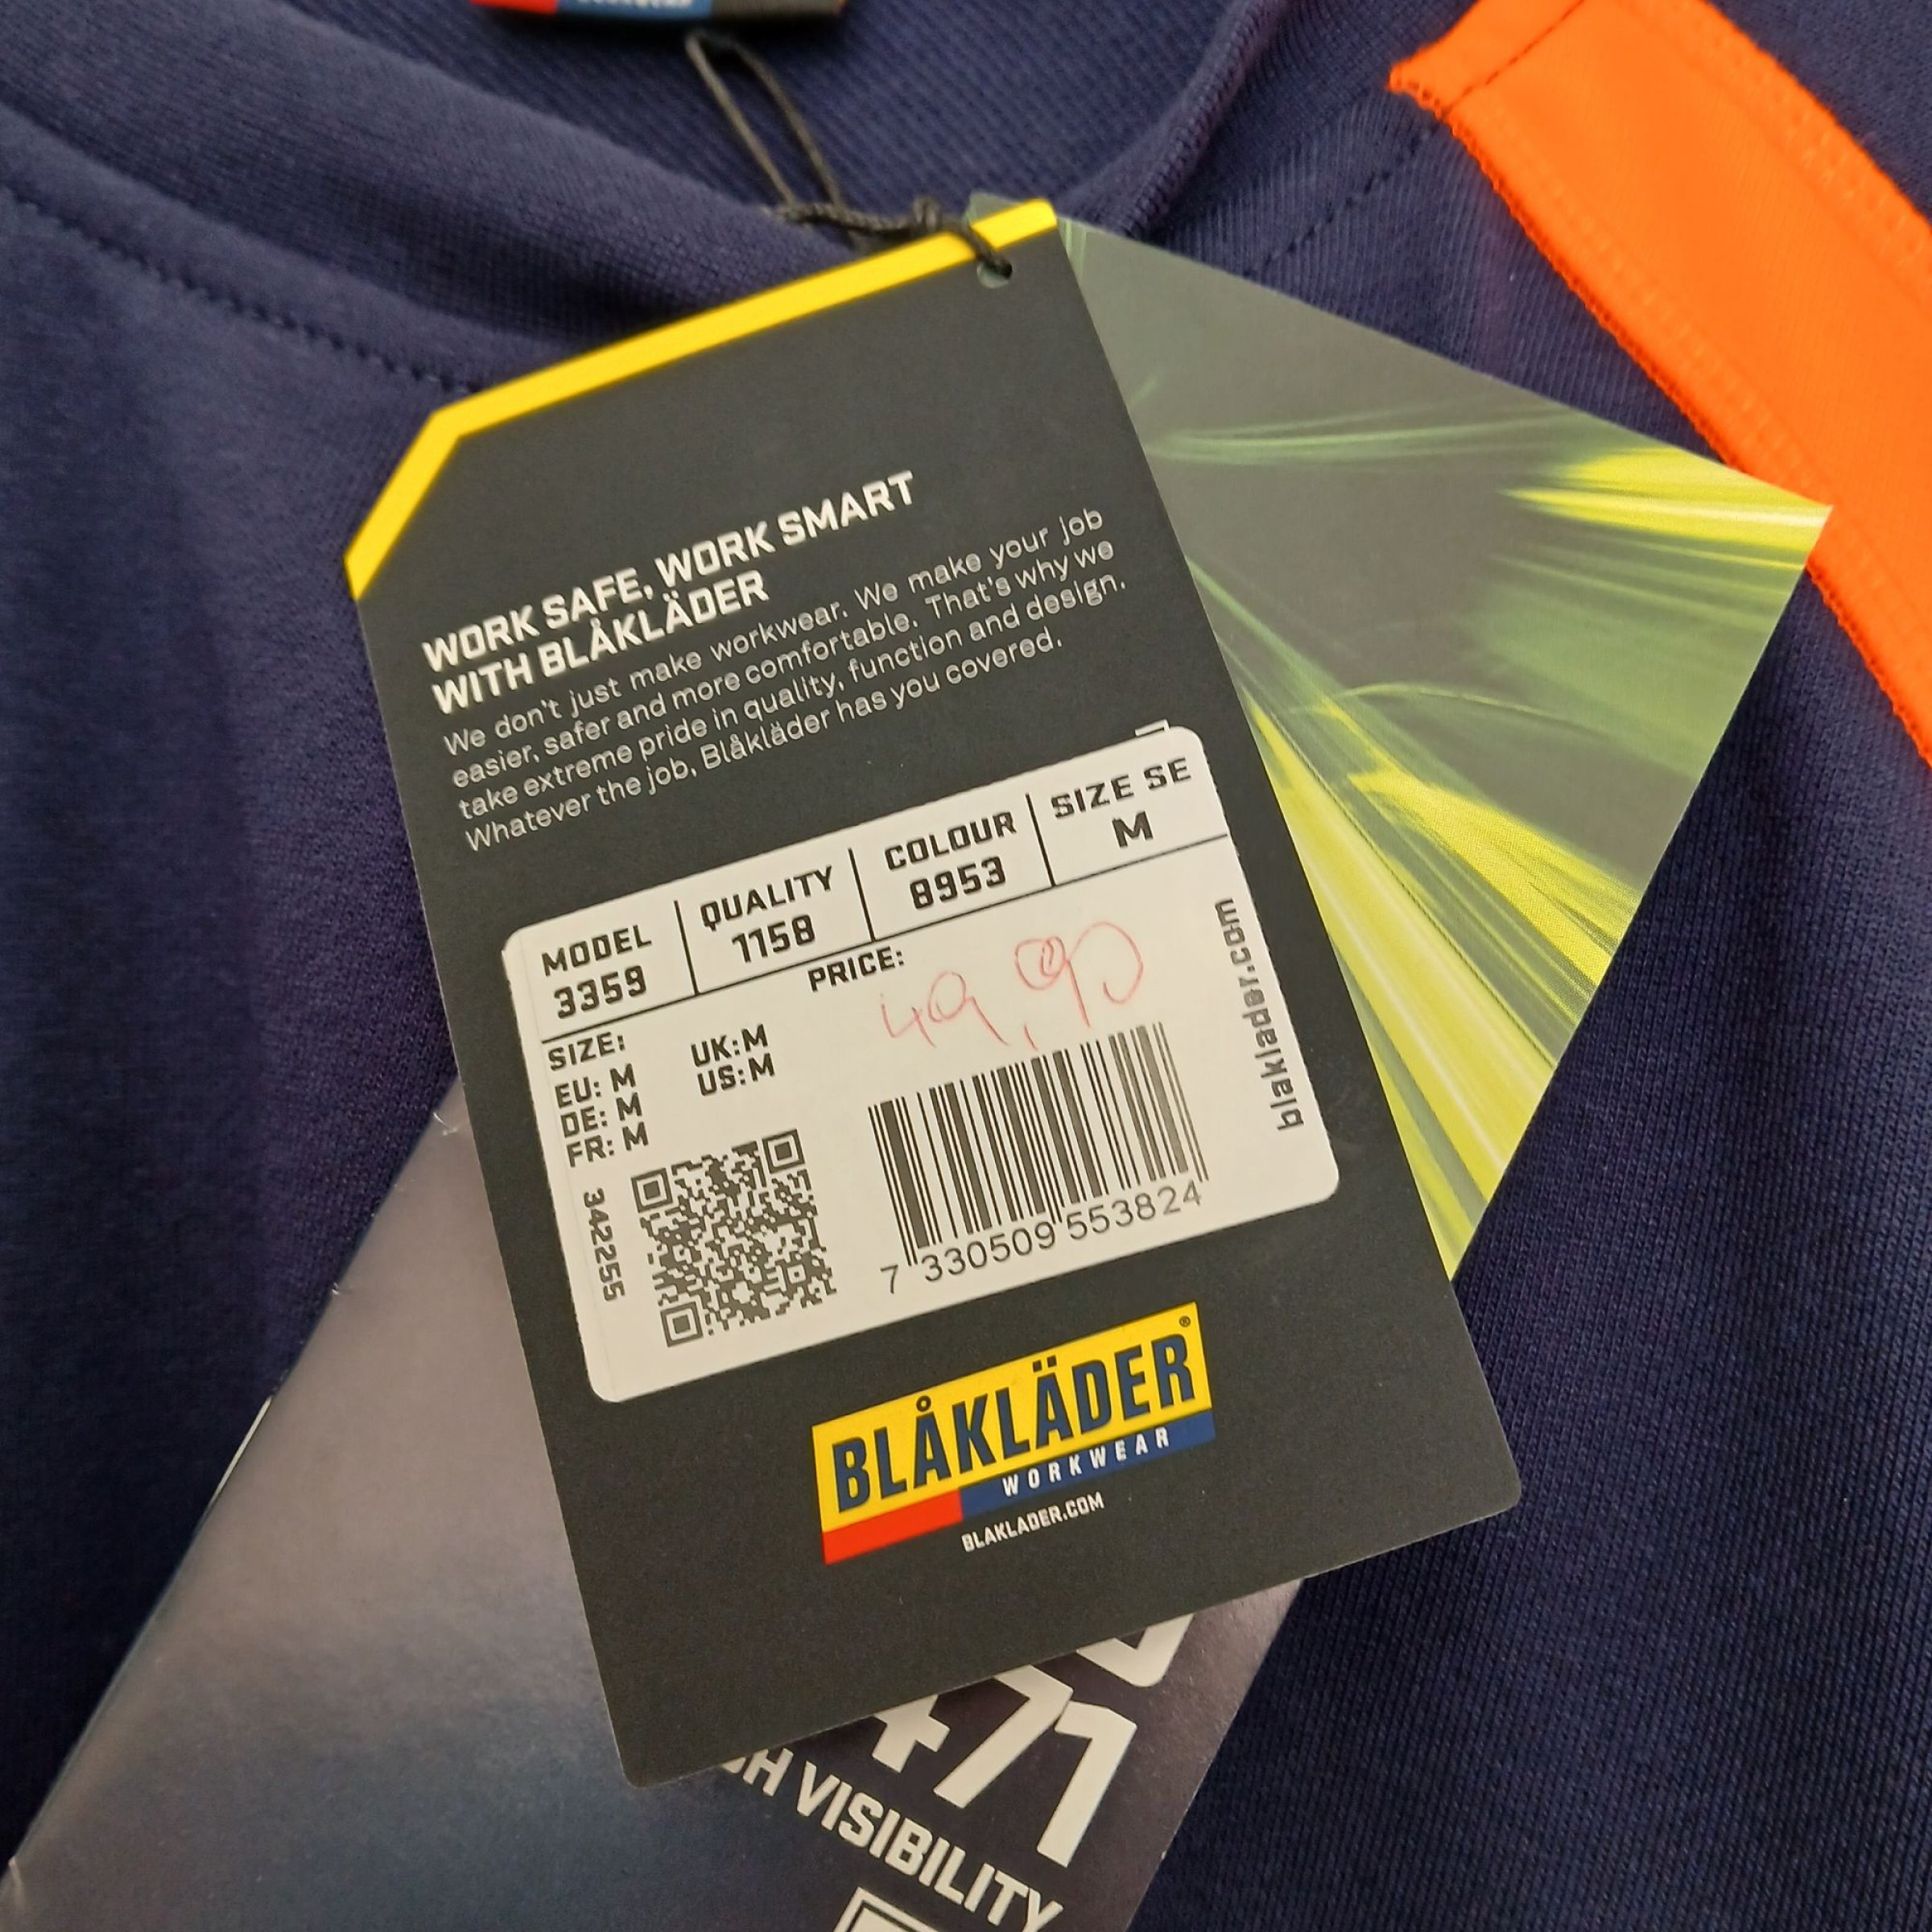 WORK SAFE, WORK SMART
WITH BLÅKLÄDER
We don't just make workwear. We make your job
easier, safer and more comfortable. That's why we
take extreme pride in quality, function and design.
Whatever the job, Blåkläder has you covered.
MODEL QUALITY COLOUR SIZE SE
3359 1158 8953 M
PRICE: 49,90
SIZE:
EU: M UK:M
DE: M US:M
FR: M
342255
7 330509 553824
blaklader.com
BLÅKLÄDER®
WORKWEAR
BLAKLADER.COM
471
VISIBILITY